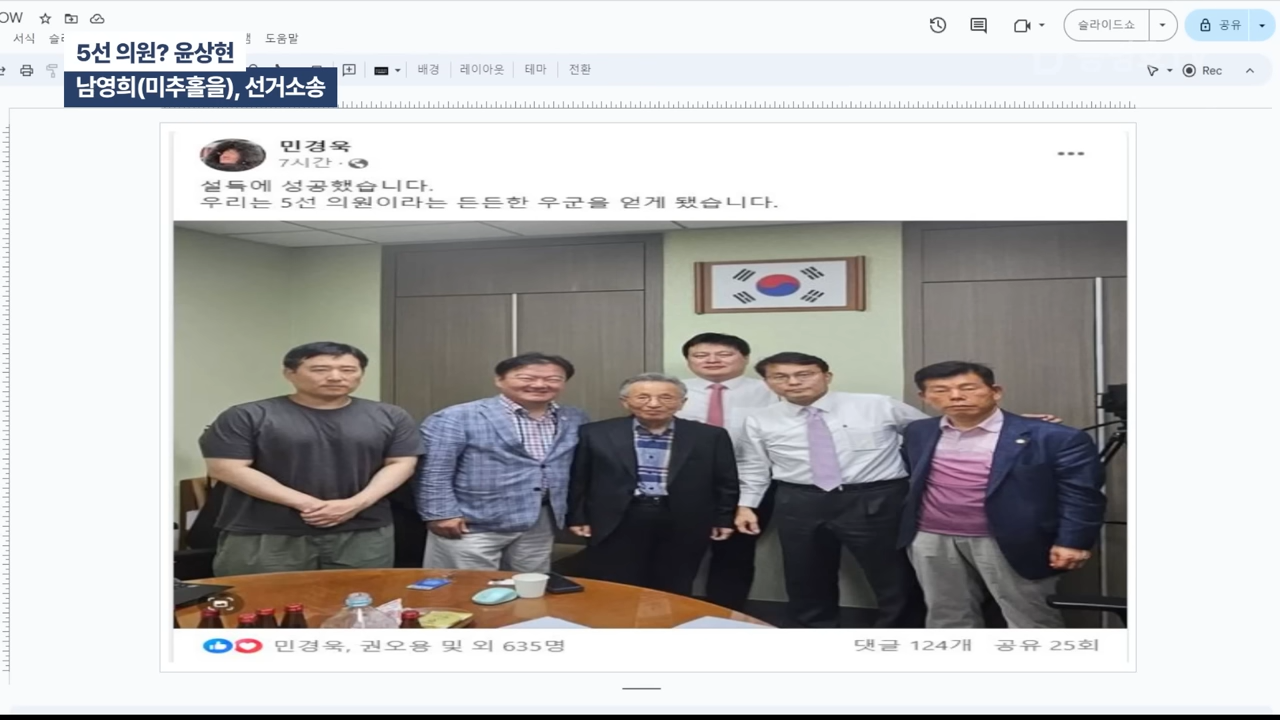 OW
슬라이드쇼
공유
서식
도움말
5선 의원? 윤상현
남영희(미추홀을), 선거소송
배경
레이아웃
테마
전환
Rec
민경욱
7시간 ·
설득에 성공했습니다.
우리는 5선 의원이라는 든든한 우군을 얻게 됐습니다.
민경욱, 권오용 및 외 635명
댓글 124개 공유 25회